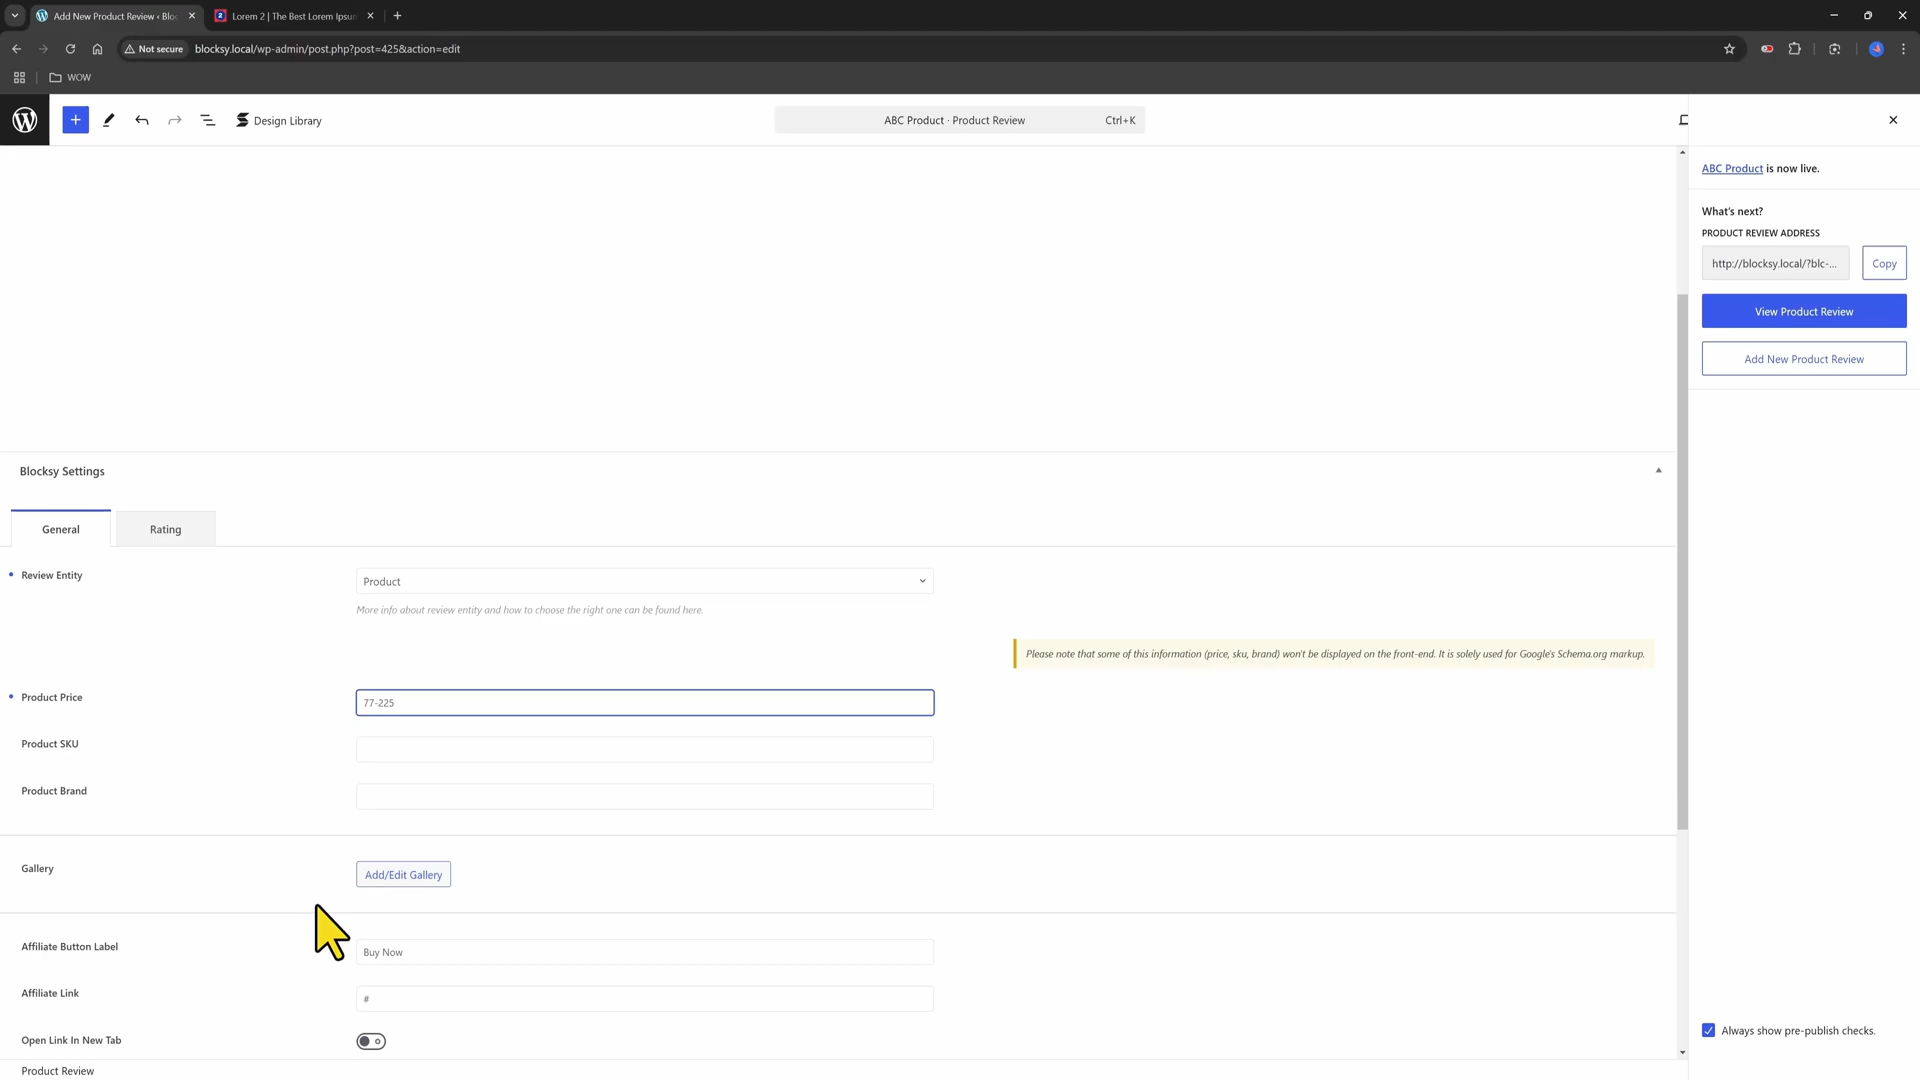 Add New Product Review ‹ Bloc
Lorem 2 | The Best Lorem Ipsum
Not secure
blocksy.local/wp-admin/post.php?post=425&action=edit
WOW
Design Library
ABC Product · Product Review
Ctrl+K
ABC Product is now live.
What's next?
PRODUCT REVIEW ADDRESS
http://blocksy.local/?blc-...
Copy
View Product Review
Add New Product Review
Blocksy Settings
General
Rating
Review Entity
Product
More info about review entity and how to choose the right one can be found here.
Please note that some of this information (price, sku, brand) won't be displayed on the front-end. It is solely used for Google's Schema.org markup.
Product Price
77-225
Product SKU
Product Brand
Gallery
Add/Edit Gallery
Affiliate Button Label
Buy Now
Affiliate Link
#
Open Link In New Tab
Always show pre-publish checks.
Product Review